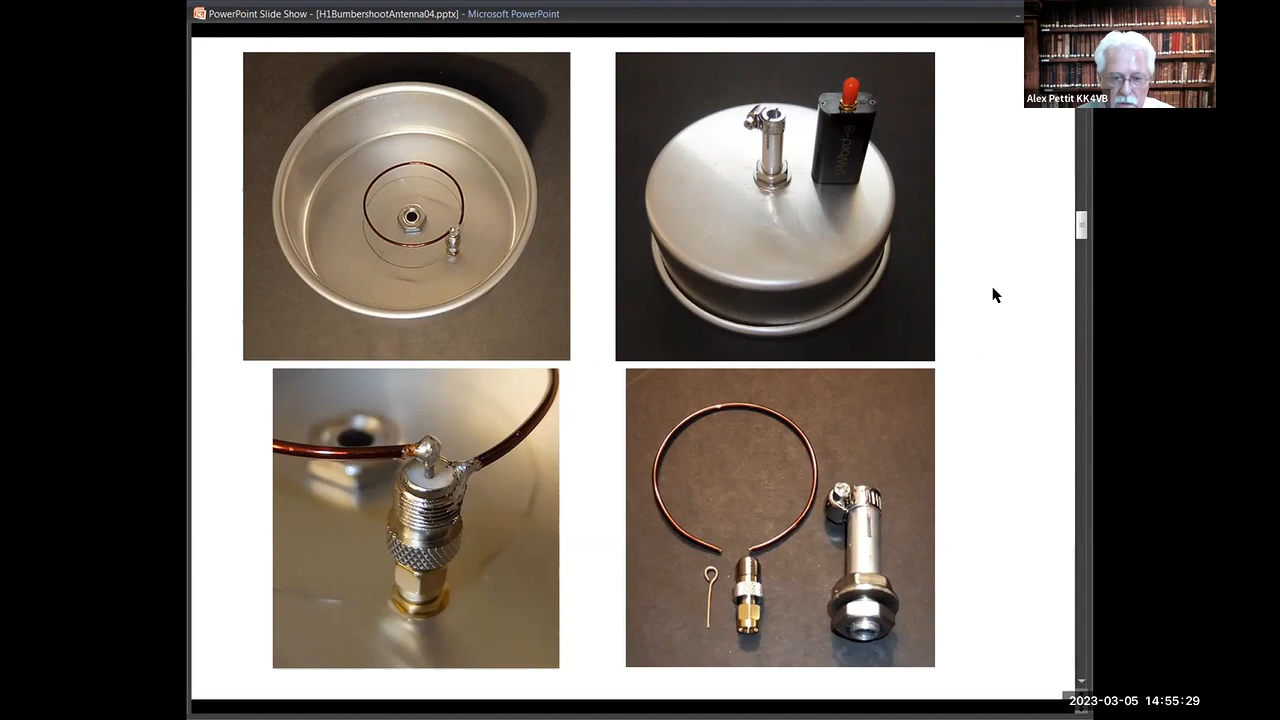 PowerPoint Slide Show - [H1BumbershootAntenna04.pptx] - Microsoft PowerPoint
Alex Pettit KK4VB
2023-03-05 14:55:29